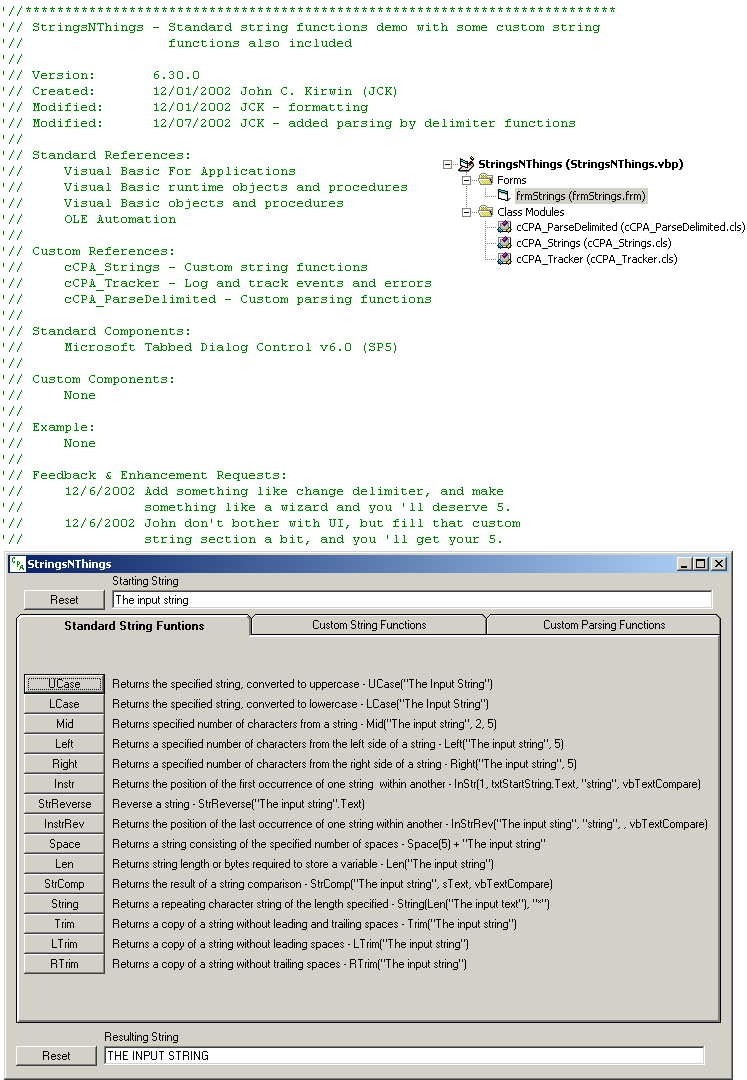 '//**************************************************************************
'// StringsNThings - Standard string functions demo with some custom string
'// functions also included
'//
'// Version: 6.30.0
'// Created: 12/01/2002 John C. Kirwin (JCK)
'// Modified: 12/01/2002 JCK - formatting
'// Modified: 12/07/2002 JCK - added parsing by delimiter functions
'//
'// Standard References:
'// Visual Basic For Applications
'// Visual Basic runtime objects and procedures
'// Visual Basic objects and procedures
'// OLE Automation
'//
'// Custom References:
'// cCPA_Strings - Custom string functions
'// cCPA_Tracker - Log and track events and errors
'// cCPA_ParseDelimited - Custom parsing functions
'//
'// Standard Components:
'// Microsoft Tabbed Dialog Control v6.0 (SP5)
'//
'// Custom Components:
'// None
'//
'// Example:
'// None
'//
'// Feedback & Enhancement Requests:
'// 12/6/2002 Add something like change delimiter, and make
'// something like a wizard and you 'll deserve 5.
'// 12/6/2002 John don't bother with UI, but fill that custom
'// string section a bit, and you 'll get your 5.
StringsNThings (StringsNThings.vbp)
Forms
frmStrings (frmStrings.frm)
Class Modules
cCPA_ParseDelimited (cCPA_ParseDelimited.cls)
cCPA_Strings (cCPA_Strings.cls)
cCPA_Tracker (cCPA_Tracker.cls)
CPA StringsNThings
Starting String
Reset The input string
Standard String Funtions Custom String Functions Custom Parsing Functions
UCase Returns the specified string, converted to uppercase - UCase("The Input String")
LCase Returns the specified string, converted to lowercase - LCase("The Input String")
Mid Returns specified number of characters from a string - Mid("The input string", 2, 5)
Left Returns a specified number of characters from the left side of a string - Left("The input string", 5)
Right Returns a specified number of characters from the right side of a string - Right("The input string", 5)
Instr Returns the position of the first occurrence of one string within another - InStr(1, txtStartString.Text, "string", vbTextCompare)
StrReverse Reverse a string - StrReverse("The input string".Text)
InstrRev Returns the position of the last occurrence of one string within another - InStrRev("The input sting", "string", , vbTextCompare)
Space Returns a string consisting of the specified number of spaces - Space(5) + "The input string"
Len Returns string length or bytes required to store a variable - Len("The input string")
StrComp Returns the result of a string comparison - StrComp("The input string", sText, vbTextCompare)
String Returns a repeating character string of the length specified - String(Len("The input text"), "*")
Trim Returns a copy of a string without leading and trailing spaces - Trim("The input string")
LTrim Returns a copy of a string without leading spaces - LTrim("The input string")
RTrim Returns a copy of a string without trailing spaces - RTrim("The input string")
Resulting String
Reset THE INPUT STRING